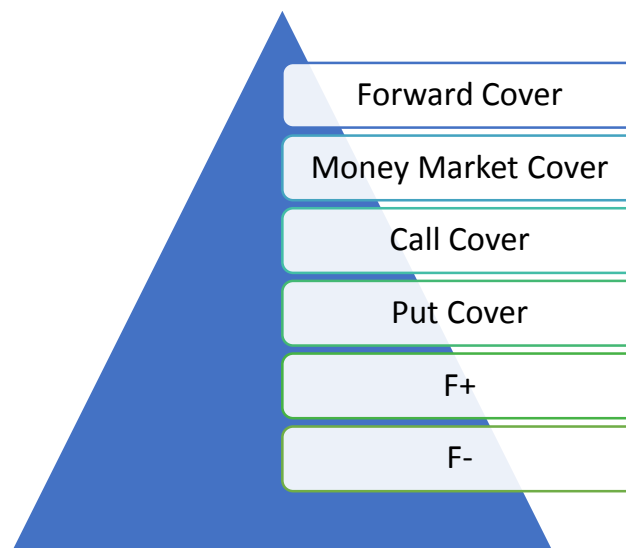 Forward Cover
Money Market Cover
Call Cover
Put Cover
F+
F-